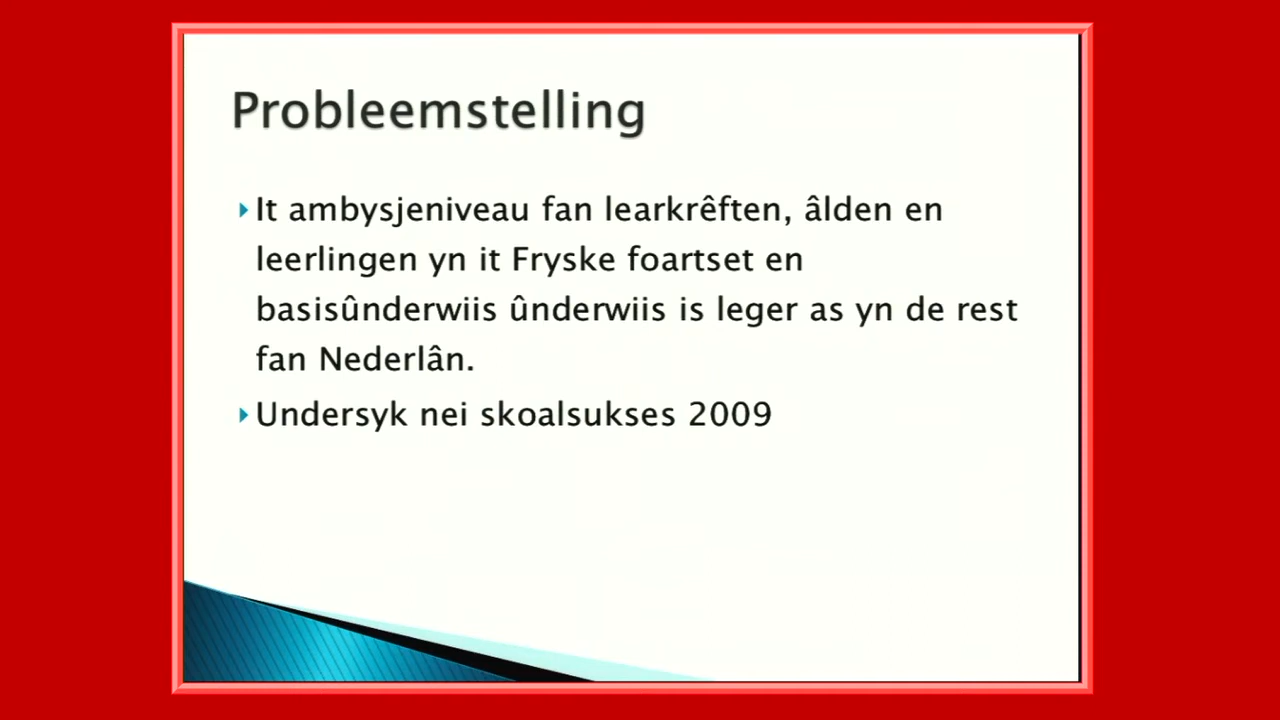 Probleemstelling
It ambysjeniveau fan learkrêften, âlden en
leerlingen yn it Fryske foartset en
basisûnderwiis ûnderwiis is leger as yn de rest
fan Nederlân.
Undersyk nei skoalsukses 2009